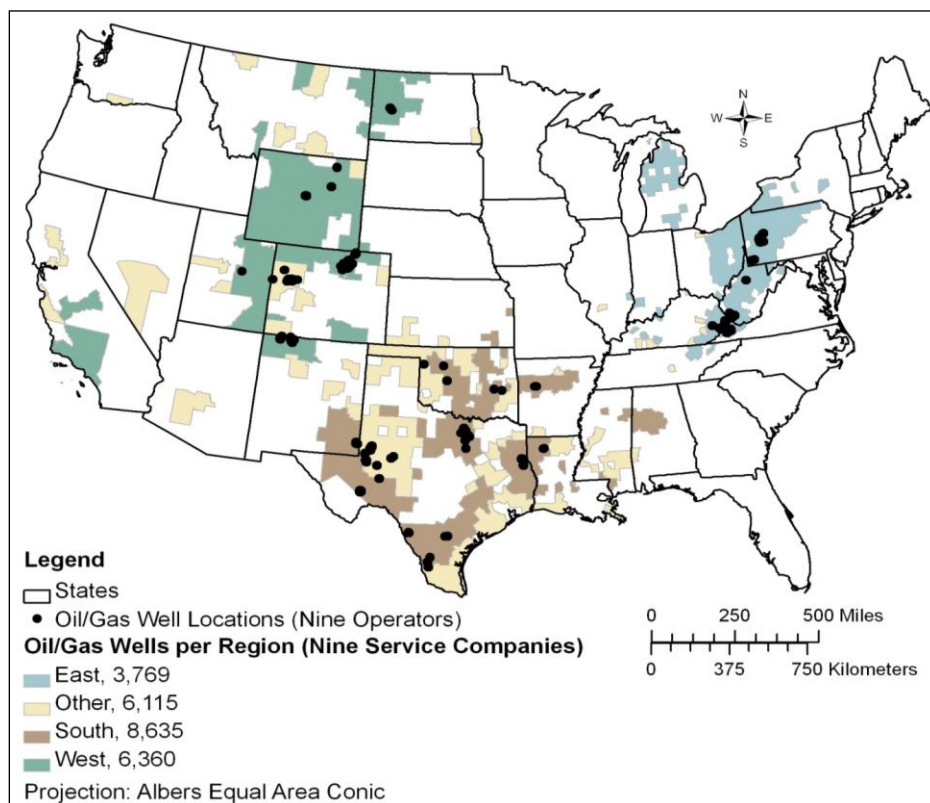 N
W E
S
Legend
States
Oil/Gas Well Locations (Nine Operators)
Oil/Gas Wells per Region (Nine Service Companies)
East, 3,769
Other, 6,115
South, 8,635
West, 6,360
Projection: Albers Equal Area Conic
0 250 500 Miles
0 375 750 Kilometers